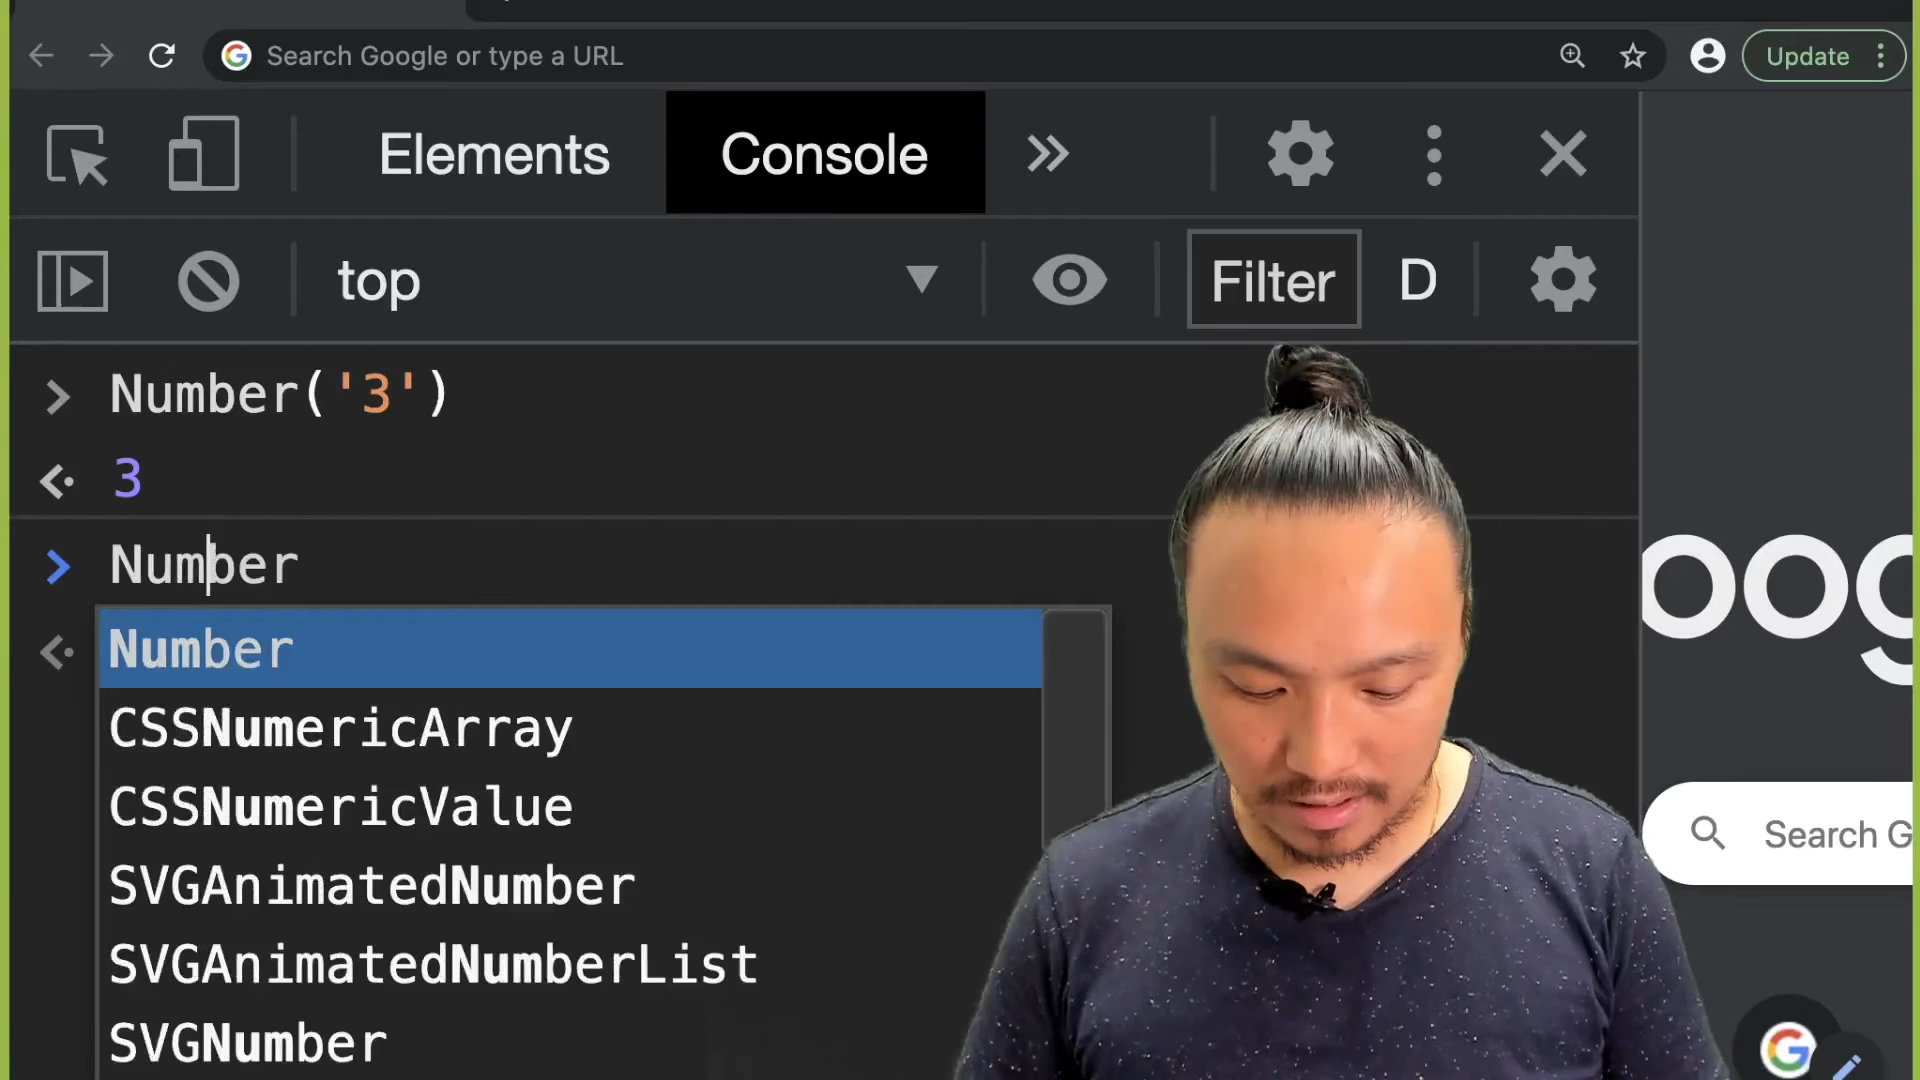 Search Google or type a URL
Update
Elements
Console
top
Filter
D
Number('3')
3
Number
Number
CSSNumericArray
CSSNumericValue
SVGAnimatedNumber
SVGAnimatedNumberList
SVGNumber
oog
Search G